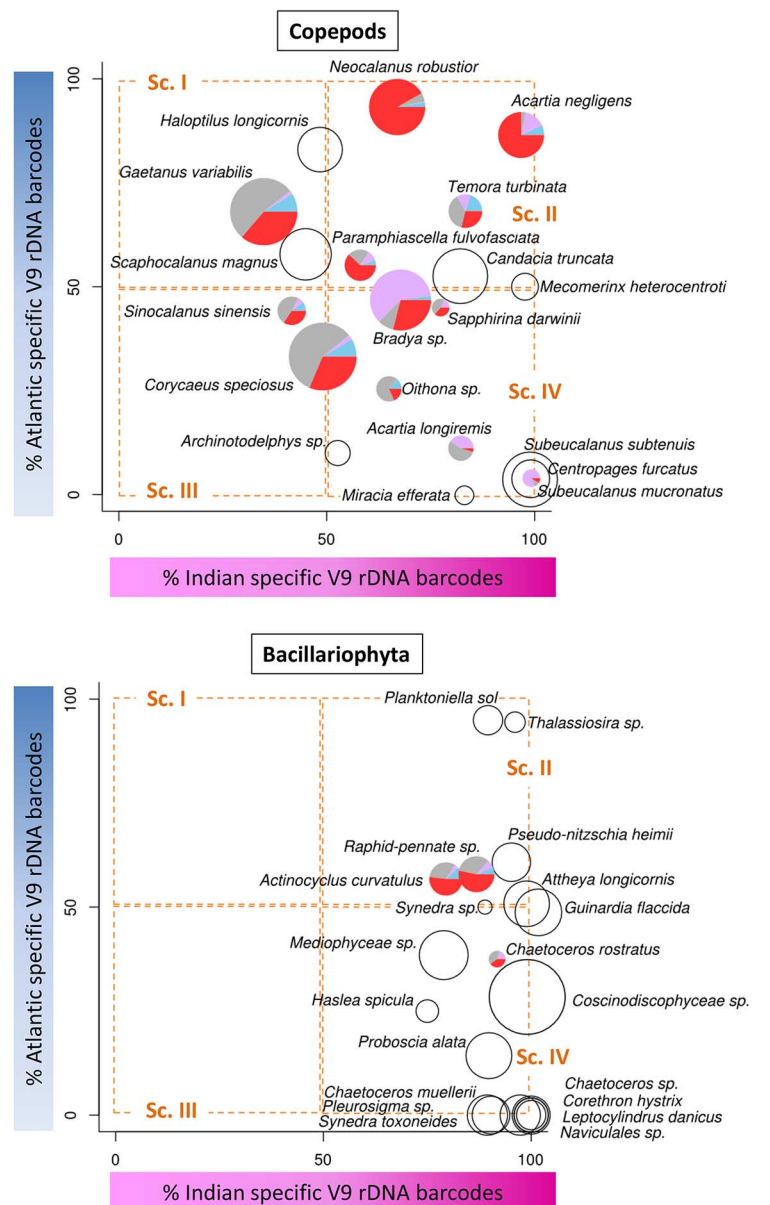 Copepods
% Atlantic specific V9 rDNA barcodes
100
50
0
Sc. I
Neocalanus robustior
Acartia negligens
Haloptilus longicornis
Gaetanus variabilis
Temora turbinata
Sc. II
Paramphiascella fulvofasciata
Scaphocalanus magnus
Candacia truncata
Mecomerinx heterocentroti
Sinocalanus sinensis
Sapphirina darwinii
Bradya sp.
Corycaeus speciosus
Oithona sp.
Sc. IV
Acartia longiremis
Archinotodelphys sp.
Subeucalanus subtenuis
Centropages furcatus
Sc. III
Miracia efferata
Subeucalanus mucronatus
0
50
100
% Indian specific V9 rDNA barcodes
Bacillariophyta
% Atlantic specific V9 rDNA barcodes
100
50
0
Sc. I
Planktoniella sol
Thalassiosira sp.
Sc. II
Pseudo-nitzschia heimii
Raphid-pennate sp.
Actinocyclus curvatulus
Attheya longicornis
Synedra sp.
Guinardia flaccida
Mediophyceae sp.
Chaetoceros rostratus
Haslea spicula
Coscinodiscophyceae sp.
Proboscia alata
Sc. IV
Chaetoceros muellerii
Chaetoceros sp.
Pleurosigma sp.
Corethron hystrix
Sc. III
Synedra toxoneides
Leptocylindrus danicus
Naviculales sp.
0
50
100
% Indian specific V9 rDNA barcodes